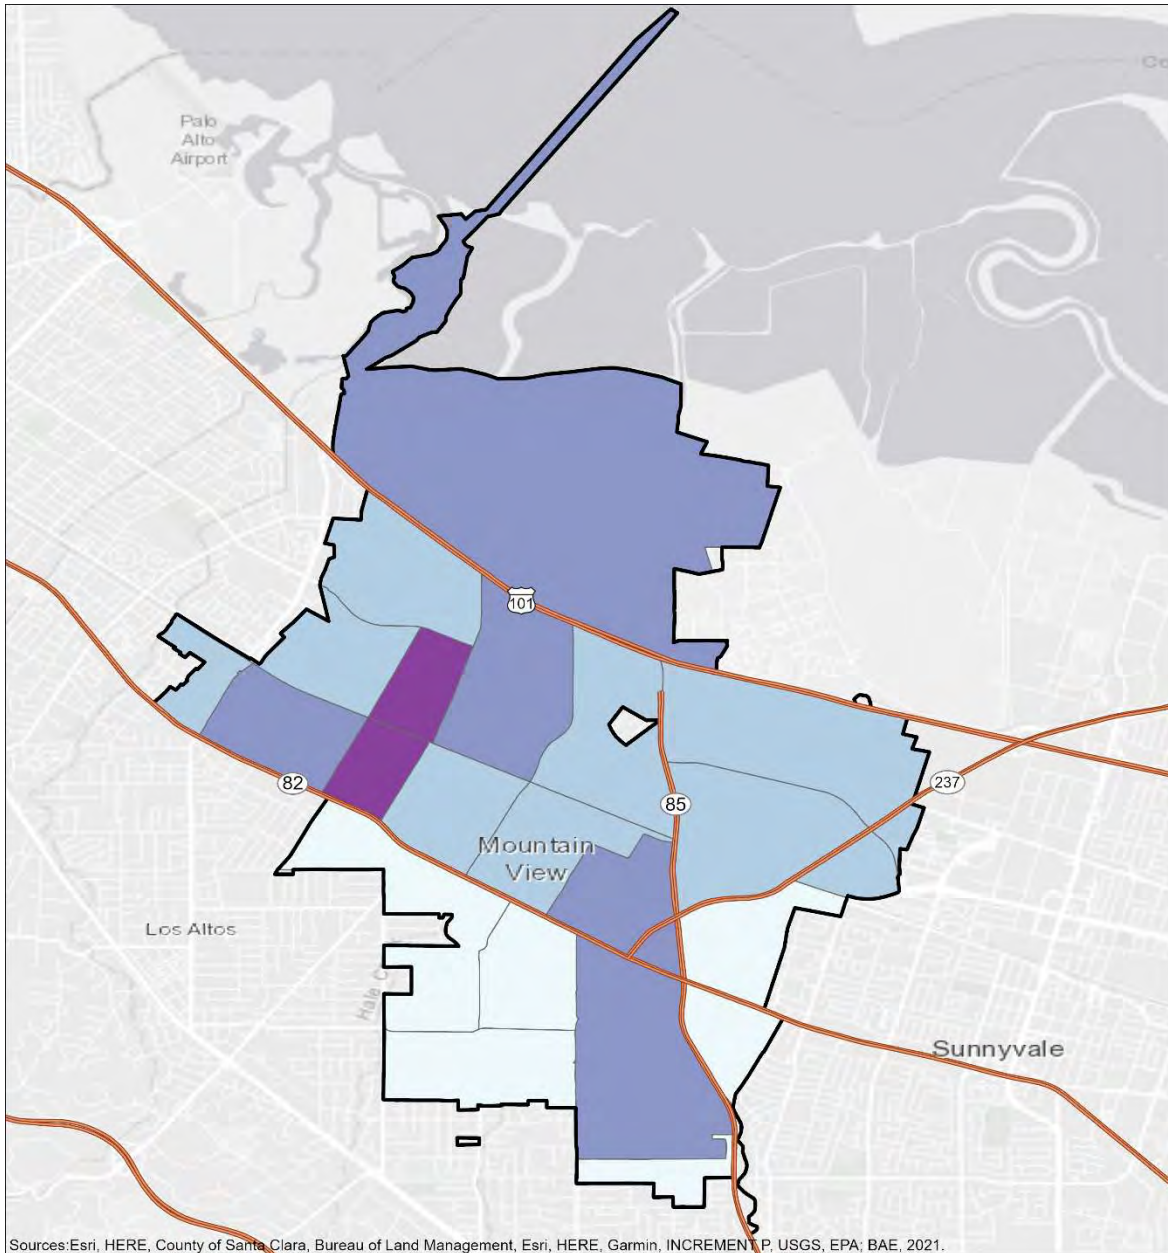 Co
Palo
Alto
Airport
101
82
237
85
Mountain
View
Los Altos
Hale C
Sunnyvale
Sources:Esri, HERE, County of Santa Clara, Bureau of Land Management, Esri, HERE, Garmin, INCREMENT P, USGS, EPA; BAE, 2021.